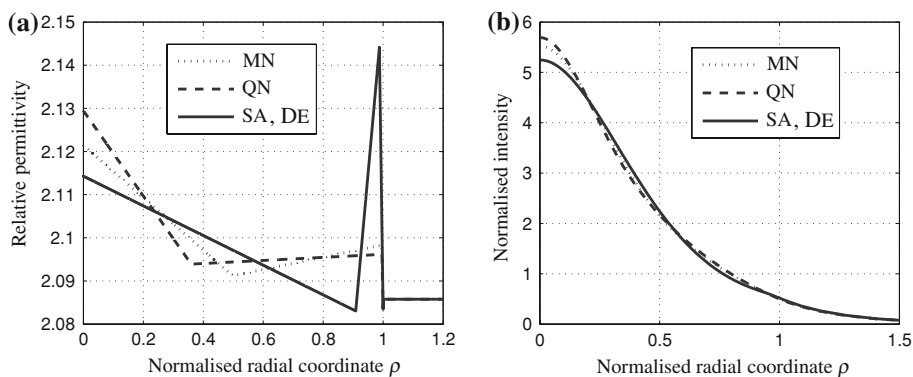 (a)
2.15
2.14
2.13
2.12
2.11
2.1
2.09
2.08
Relative permittivity
MN
QN
SA, DE
0 0.2 0.4 0.6 0.8 1.0 1.2
Normalised radial coordinate ρ
(b)
6
5
4
3
2
1
0
Normalised intensity
MN
QN
SA, DE
0 0.5 1 1.5
Normalised radial coordinate ρ